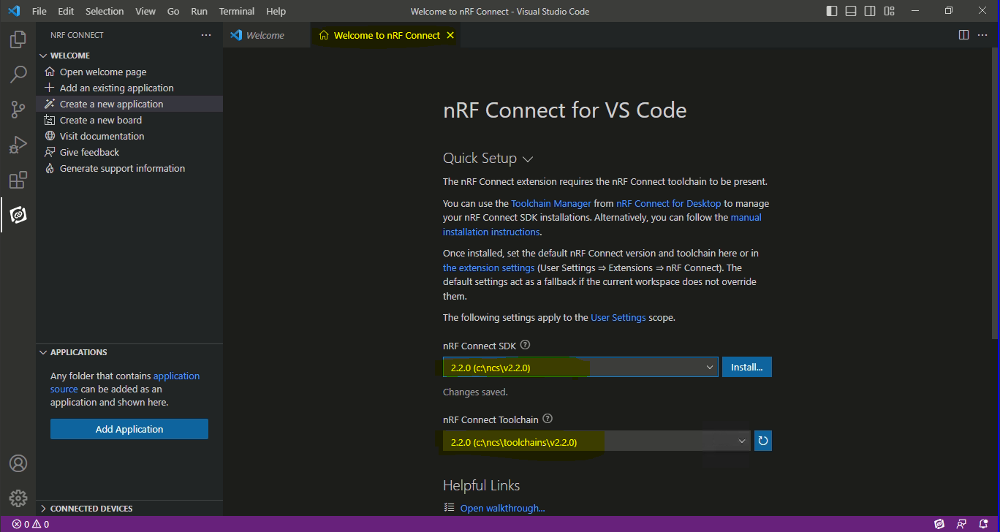 File Edit Selection View Go Run Terminal Help
Welcome to nRF Connect - Visual Studio Code
NRF CONNECT
Welcome
Welcome to nRF Connect
WELCOME
Open welcome page
Add an existing application
Create a new application
Create a new board
Visit documentation
Give feedback
Generate support information
APPLICATIONS
Any folder that contains application
source can be added as an
application and shown here.
Add Application
CONNECTED DEVICES
nRF Connect for VS Code
Quick Setup
The nRF Connect extension requires the nRF Connect toolchain to be present.
You can use the Toolchain Manager from nRF Connect for Desktop to manage
your nRF Connect SDK installations. Alternatively, you can follow the manual
installation instructions.
Once installed, set the default nRF Connect version and toolchain here or in
the extension settings (User Settings ⇒ Extensions ⇒ nRF Connect). The
default settings act as a fallback if the current workspace does not override
them.
The following settings apply to the User Settings scope.
nRF Connect SDK
2.2.0 (c:\ncs\v2.2.0)
Install...
Changes saved.
nRF Connect Toolchain
2.2.0 (c:\ncs\toolchains\v2.2.0)
Helpful Links
Open walkthrough...
0 0